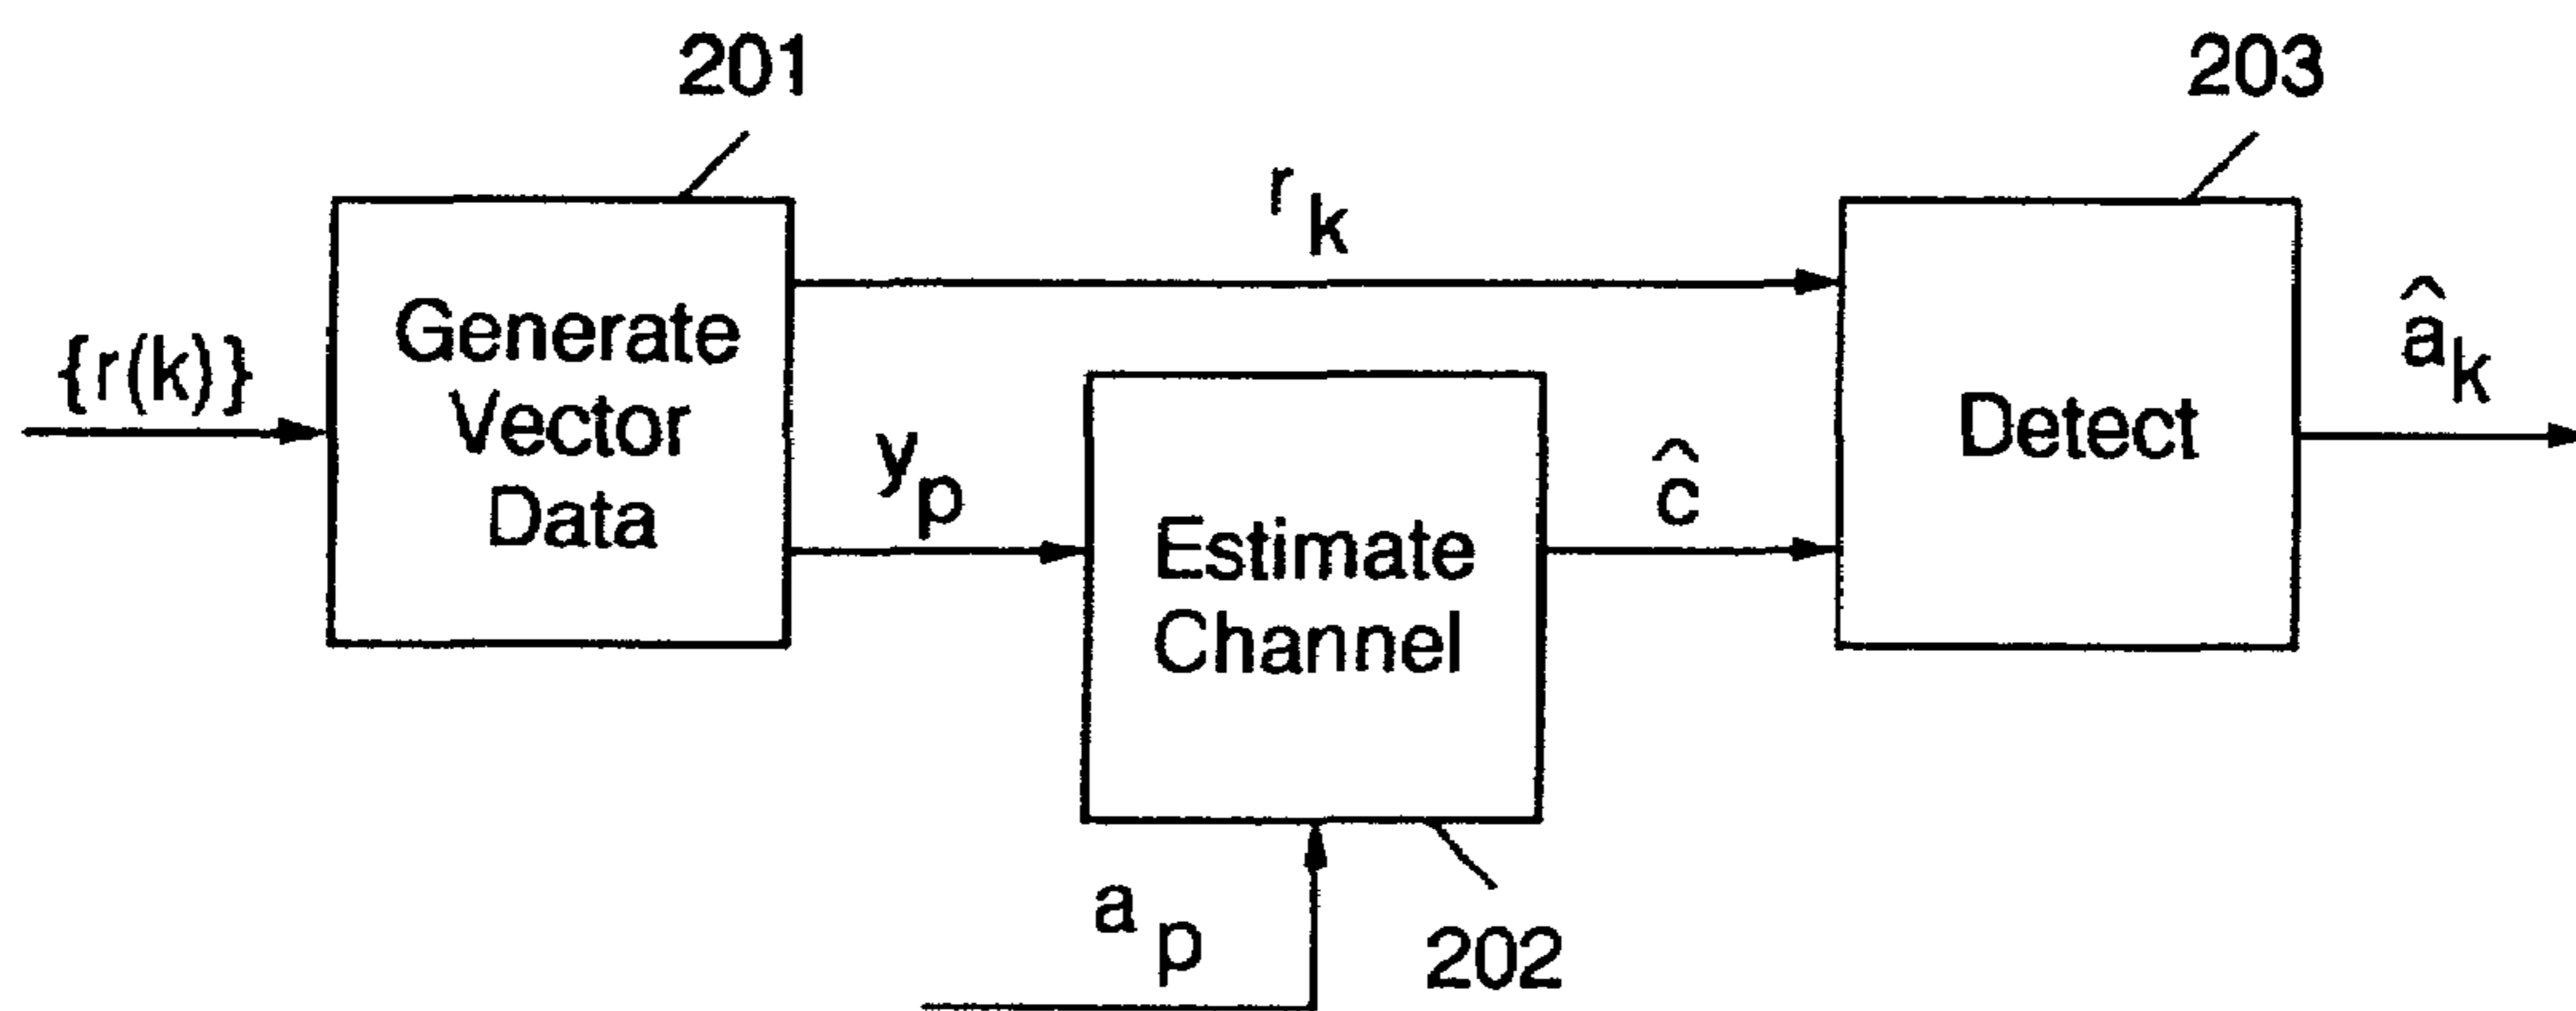 201
203
r k
{r(k)}
Generate
Vector
Data
y p
Estimate
Channel
ĉ
Detect
â k
a p
202